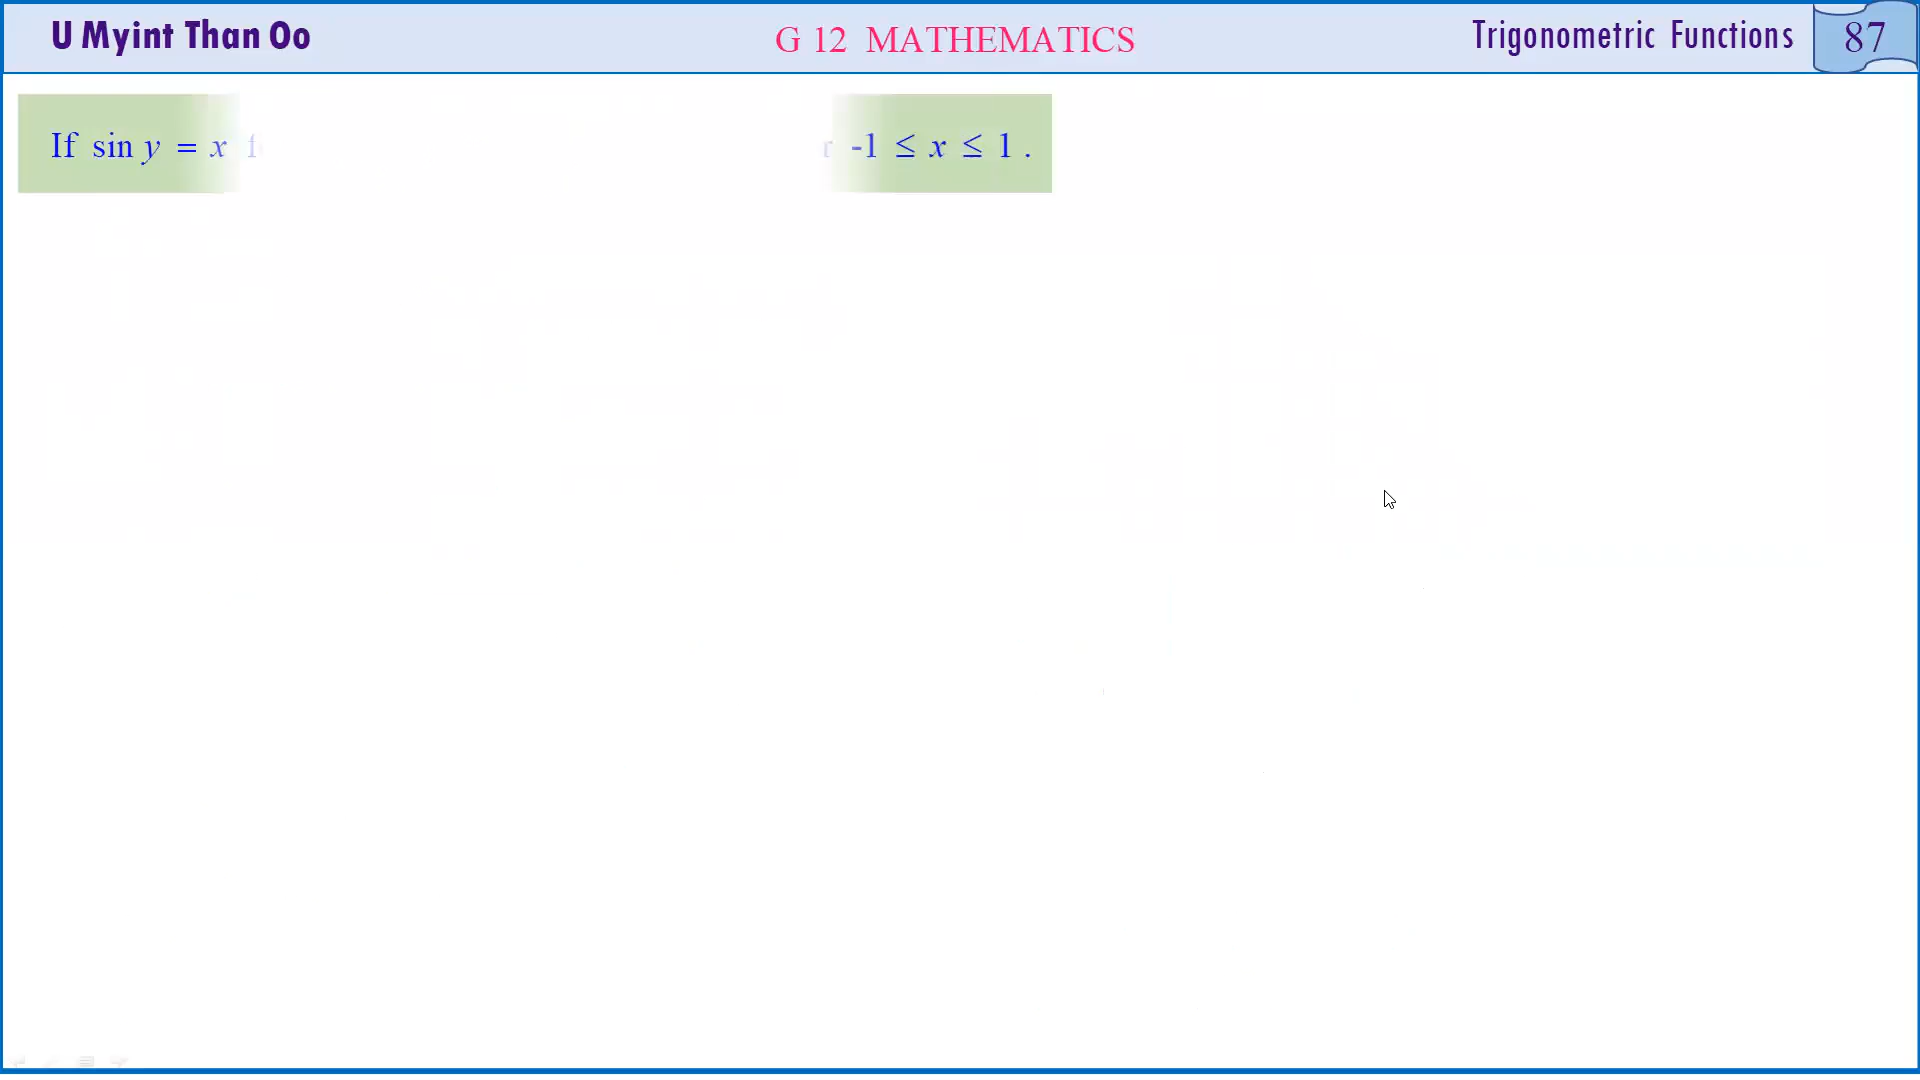 U Myint Than Oo
G 12 MATHEMATICS
Trigonometric Functions
87
If sin y = x
-1 ≤ x ≤ 1 .